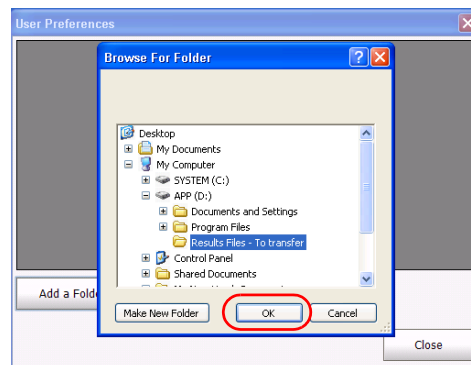 User Preferences
Browse For Folder
Desktop
My Documents
My Computer
SYSTEM (C:)
APP (D:)
Documents and Settings
Program Files
Results Files - To transfer
Control Panel
Shared Documents
Add a Folde
Make New Folder
OK
Cancel
Close